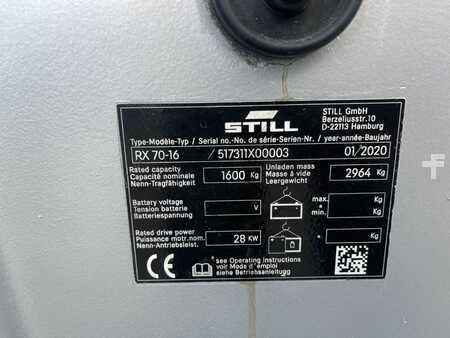 STILL
STILL GmbH
Berzeliusstr.10
D-22113 Hamburg
Type-Modèle-Typ / Serial no.-No. de série-Serien-Nr. / year-année-Baujahr
RX 70-16 / 517311X00003 01/2020
Rated capacity
Capacité nominale
Nenn-Tragfähigkeit
1600 Kg
Unladen mass
Masse à vide
Leergewicht
2964 Kg
Battery voltage
Tension batterie
Batteriespannung
V
max. Kg
min. Kg
Rated drive power
Puissance motr.nom.
Nenn-Antriebsleist.
28 KW
Kg
CE
see Operating instructions
voir Mode d'emploi
siehe Betriebsanleitugg